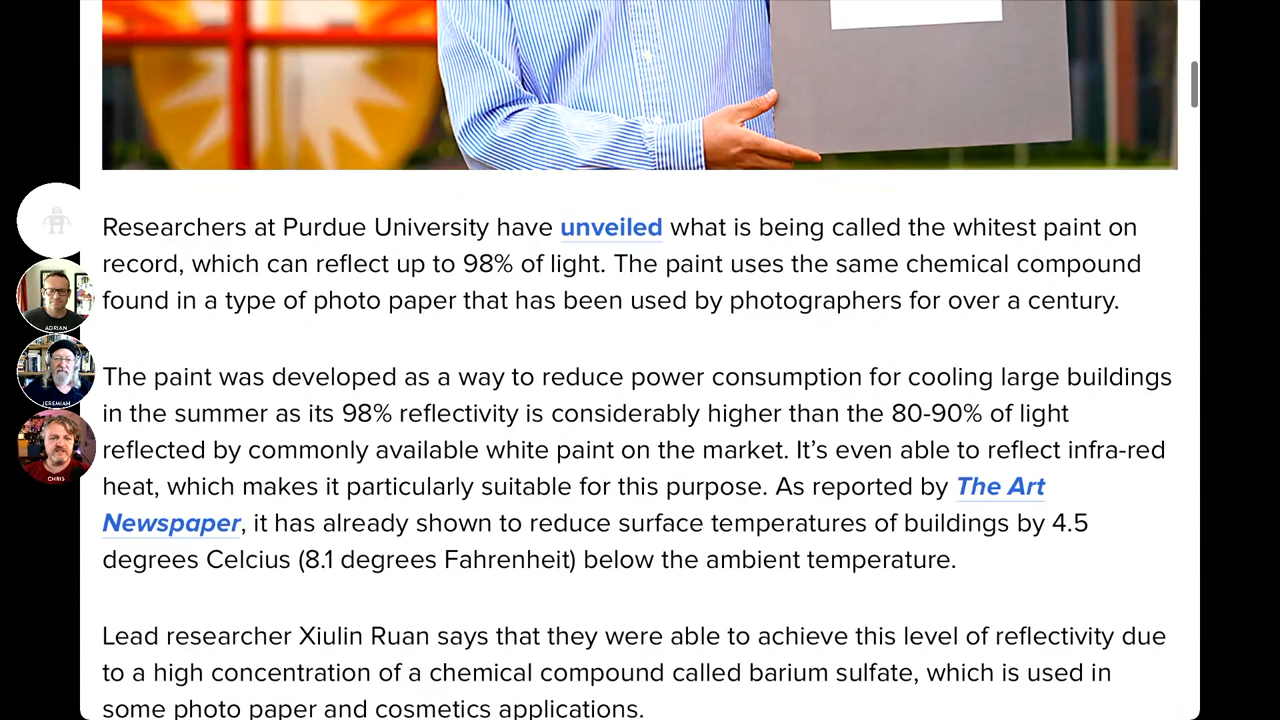 Researchers at Purdue University have unveiled what is being called the whitest paint on
record, which can reflect up to 98% of light. The paint uses the same chemical compound
found in a type of photo paper that has been used by photographers for over a century.
The paint was developed as a way to reduce power consumption for cooling large buildings
in the summer as its 98% reflectivity is considerably higher than the 80-90% of light
reflected by commonly available white paint on the market. It’s even able to reflect infra-red
heat, which makes it particularly suitable for this purpose. As reported by The Art
Newspaper, it has already shown to reduce surface temperatures of buildings by 4.5
degrees Celcius (8.1 degrees Fahrenheit) below the ambient temperature.
Lead researcher Xiulin Ruan says that they were able to achieve this level of reflectivity due
to a high concentration of a chemical compound called barium sulfate, which is used in
some photo paper and cosmetics applications.
ADRIAN
JEREMIAH
CHRIS